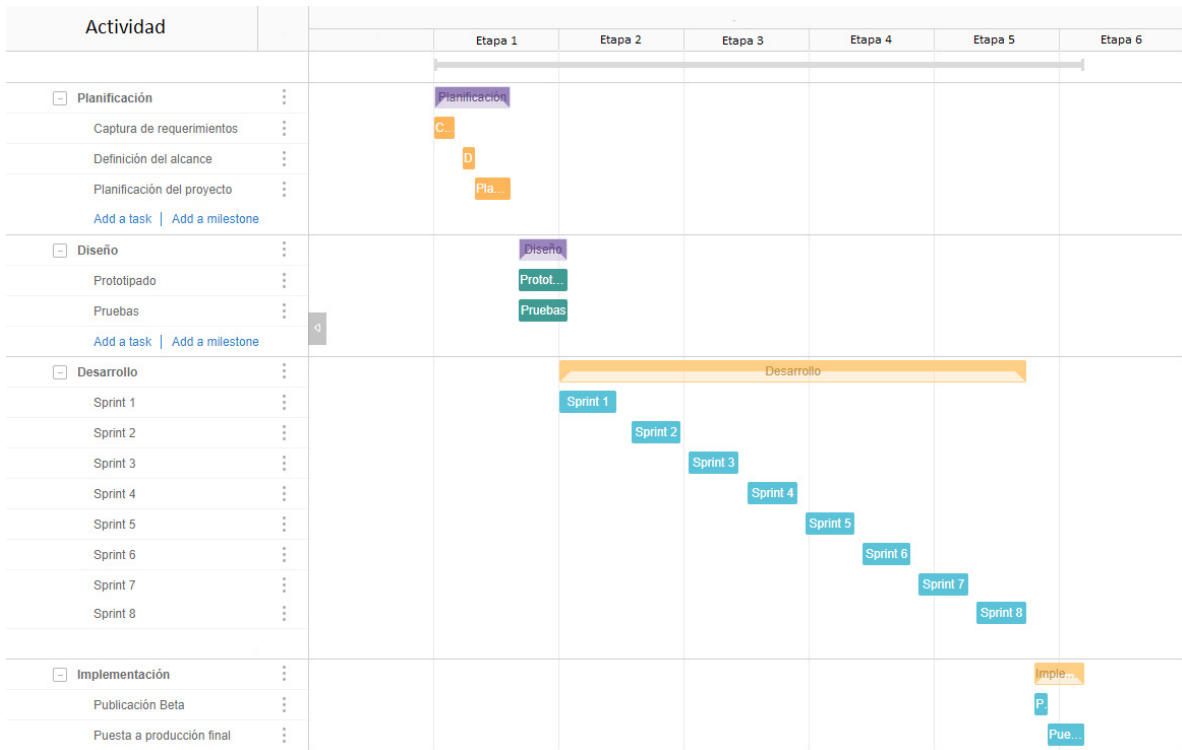 Actividad
Etapa 1 Etapa 2 Etapa 3 Etapa 4 Etapa 5 Etapa 6
Planificación Planificación
Captura de requerimientos C...
Definición del alcance D
Planificación del proyecto Pla...
Add a task | Add a milestone
Diseño Diseño
Prototipado Protot...
Pruebas Pruebas
Add a task | Add a milestone
Desarrollo Desarrollo
Sprint 1 Sprint 1
Sprint 2 Sprint 2
Sprint 3 Sprint 3
Sprint 4 Sprint 4
Sprint 5 Sprint 5
Sprint 6 Sprint 6
Sprint 7 Sprint 7
Sprint 8 Sprint 8
Implementación Imple...
Publicación Beta P.
Puesta a producción final Pue...